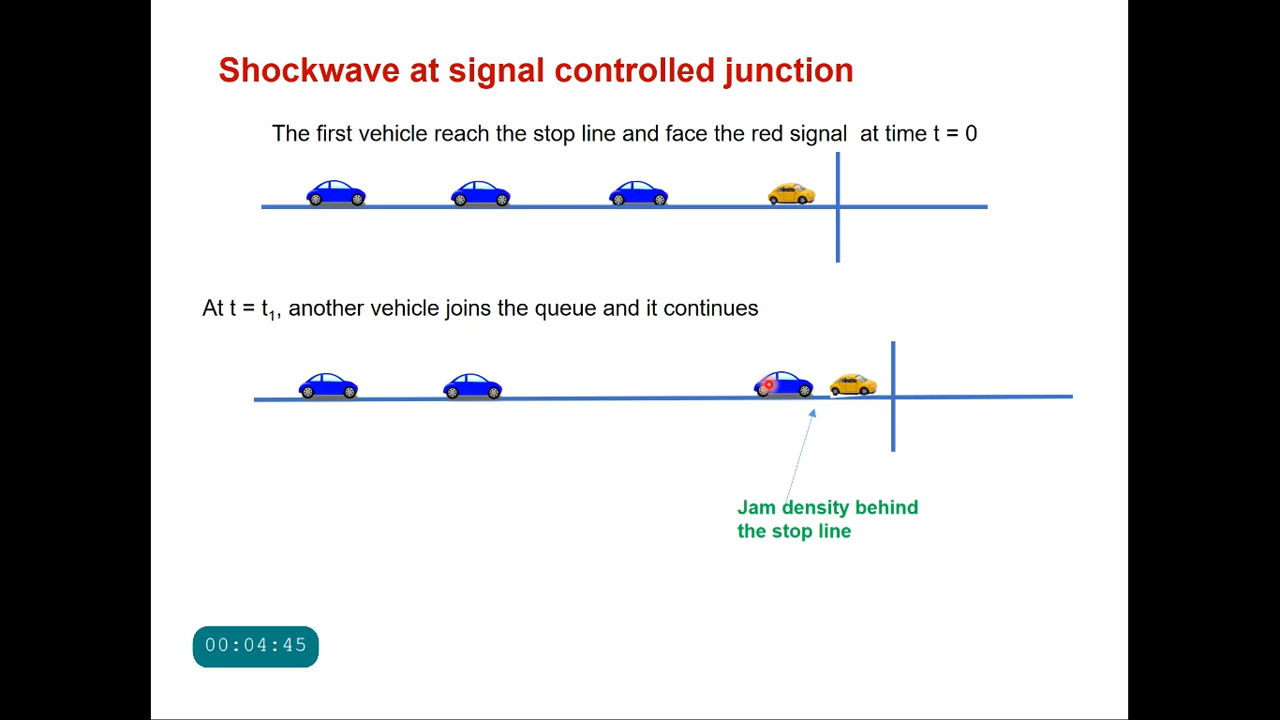 Shockwave at signal controlled junction
The first vehicle reach the stop line and face the red signal at time t = 0
At t = t₁, another vehicle joins the queue and it continues
Jam density behind
the stop line
00:04:45